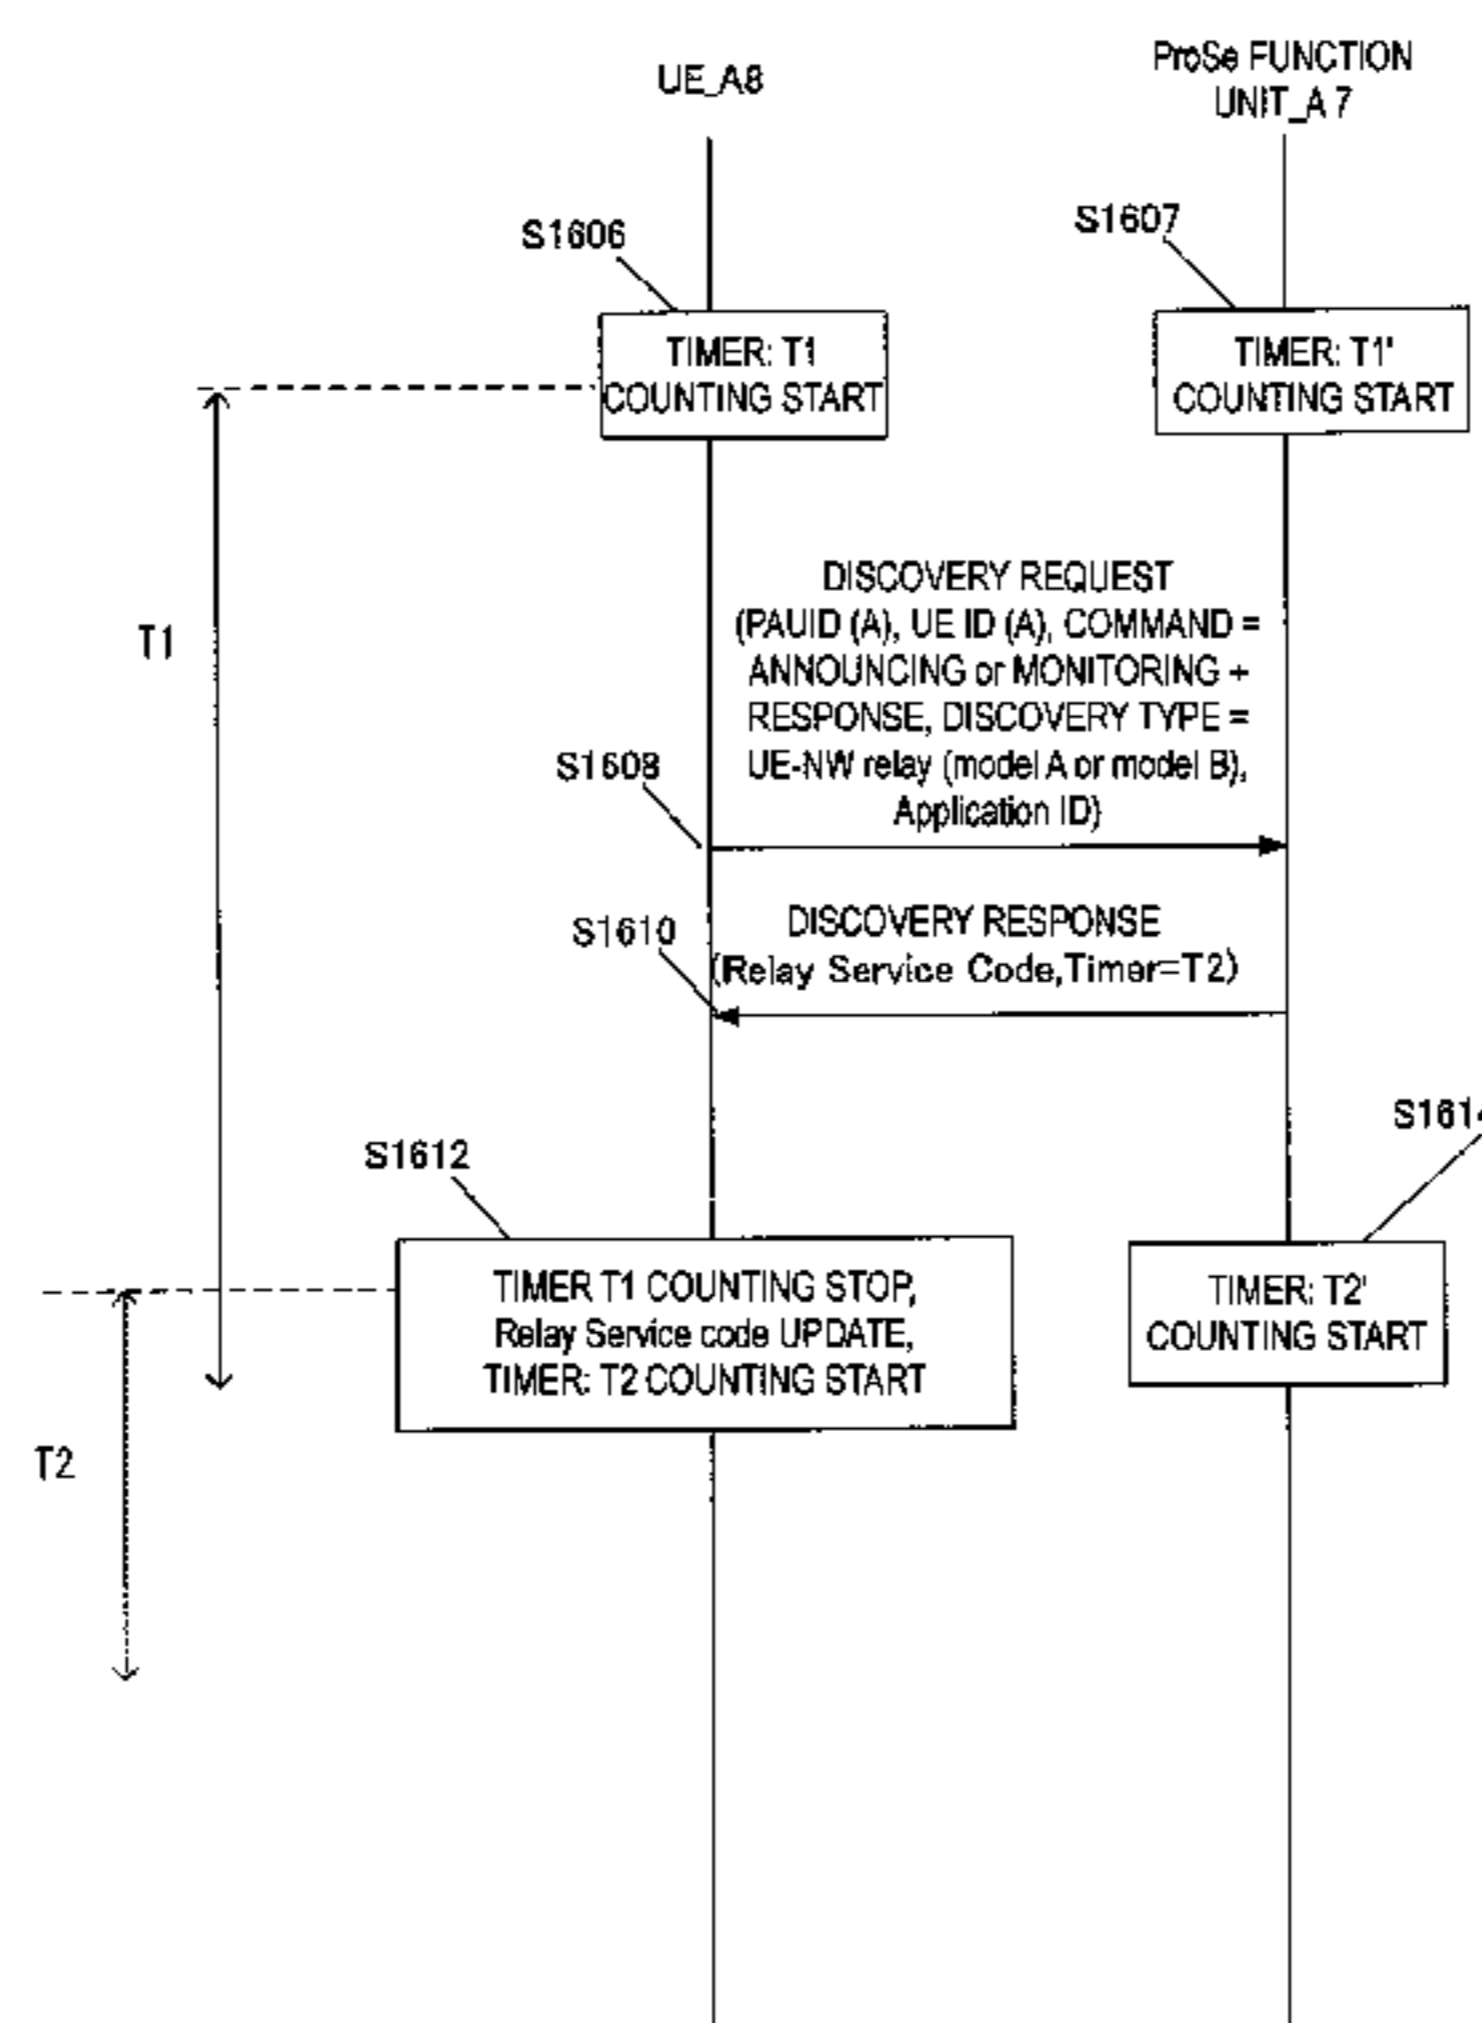 UE_A8
ProSe FUNCTION
UNIT_A 7
S1606
S1607
TIMER: T1
COUNTING START
TIMER: T1'
COUNTING START
T1
DISCOVERY REQUEST
(PAUID (A), UE ID (A), COMMAND =
ANNOUNCING or MONITORING +
RESPONSE, DISCOVERY TYPE =
UE-NW relay (model A or model B),
Application ID)
S1608
DISCOVERY RESPONSE
(Relay Service Code,Timer=T2)
S1610
S1614
S1612
TIMER T1 COUNTING STOP,
Relay Service code UPDATE,
TIMER: T2 COUNTING START
TIMER: T2'
COUNTING START
T2